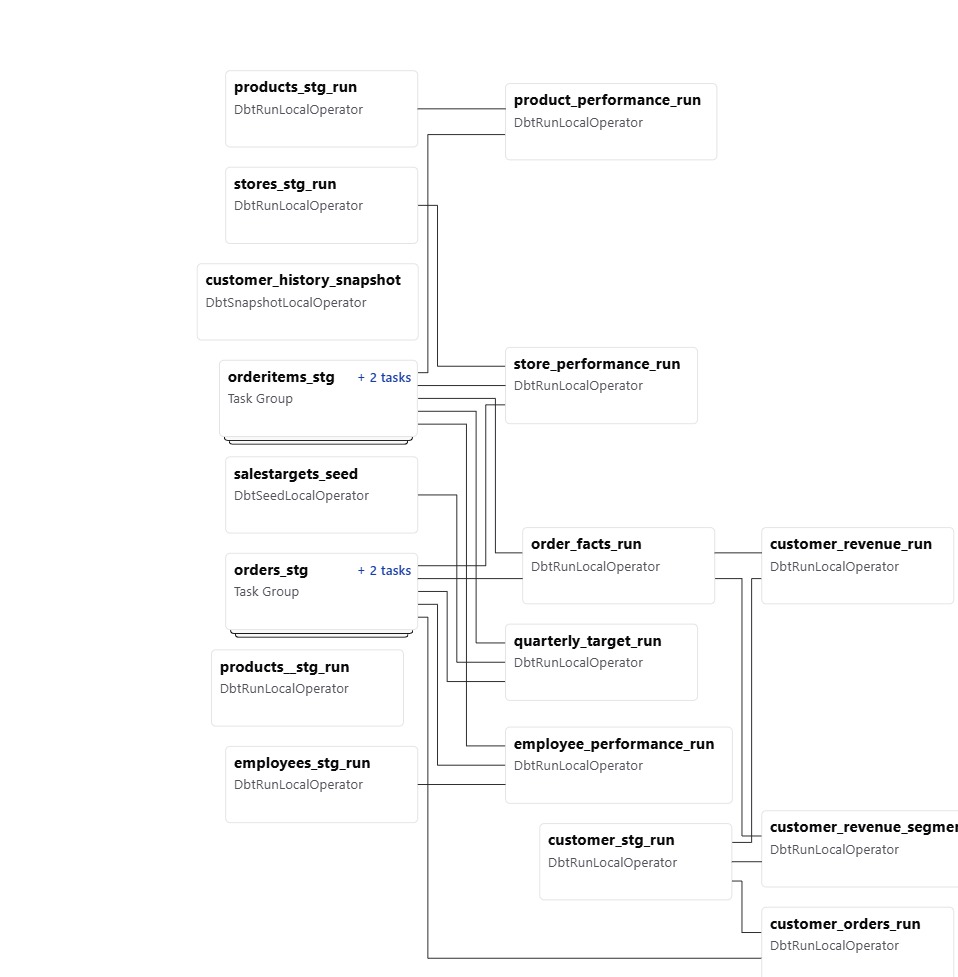 products_stg_run
DbtRunLocalOperator
product_performance_run
DbtRunLocalOperator
stores_stg_run
DbtRunLocalOperator
customer_history_snapshot
DbtSnapshotLocalOperator
orderitems_stg + 2 tasks
Task Group
store_performance_run
DbtRunLocalOperator
salestargets_seed
DbtSeedLocalOperator
orders_stg + 2 tasks
Task Group
order_facts_run
DbtRunLocalOperator
customer_revenue_run
DbtRunLocalOperator
products__stg_run
DbtRunLocalOperator
quarterly_target_run
DbtRunLocalOperator
employees_stg_run
DbtRunLocalOperator
employee_performance_run
DbtRunLocalOperator
customer_stg_run
DbtRunLocalOperator
customer_revenue_segmen
DbtRunLocalOperator
customer_orders_run
DbtRunLocalOperator